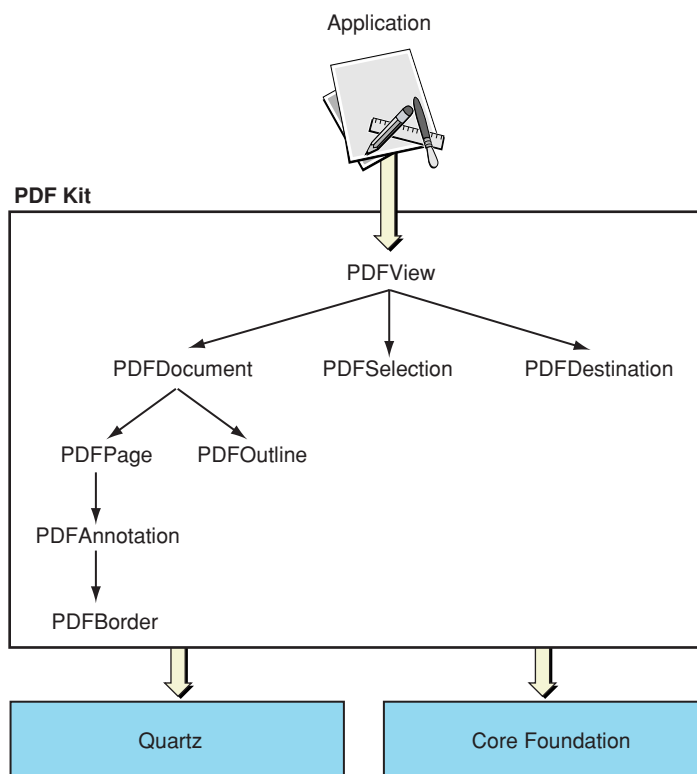 Application
PDF Kit
PDFView
PDFDocument PDFSelection PDFDestination
PDFPage PDFOutline
PDFAnnotation
PDFBorder
Quartz Core Foundation